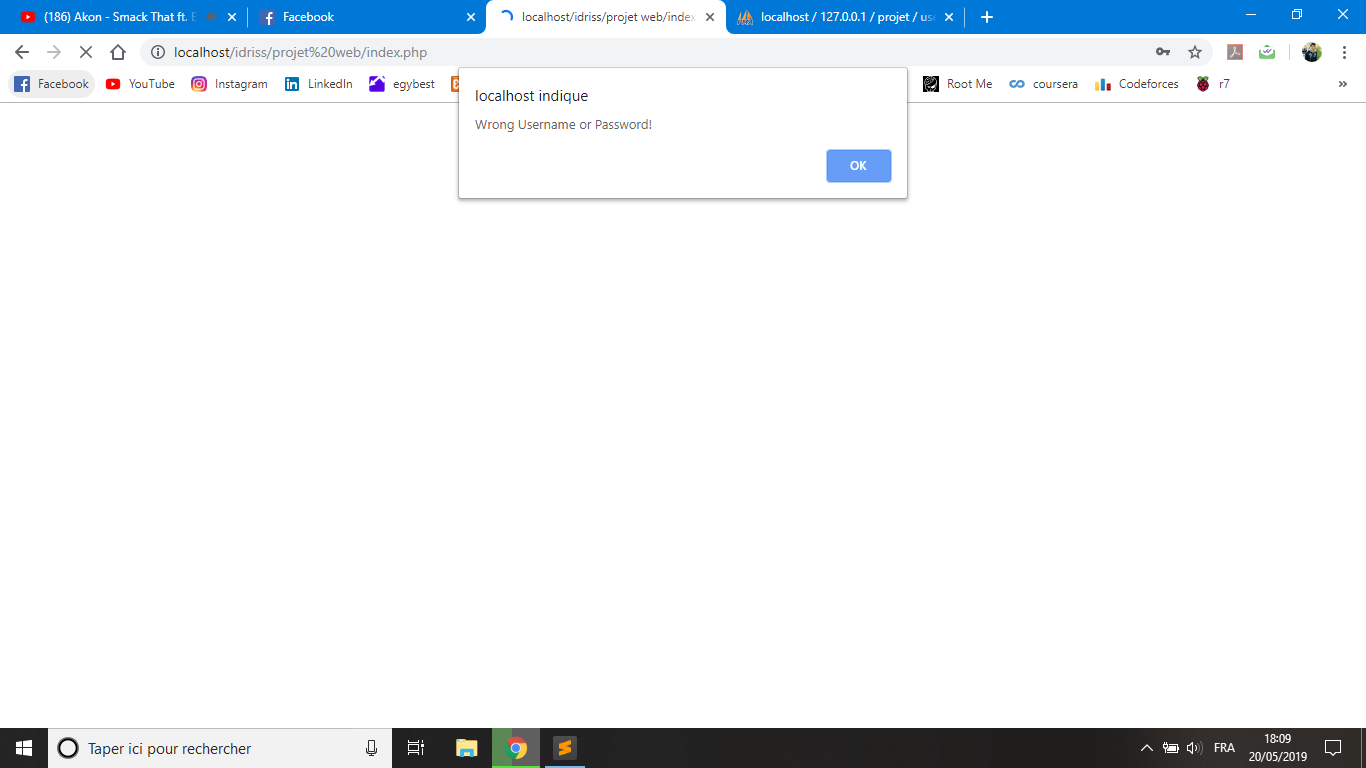 (186) Akon - Smack That ft. E
Facebook
localhost/idriss/projet web/index
localhost / 127.0.0.1 / projet / use
localhost/idriss/projet%20web/index.php
Facebook
YouTube
Instagram
LinkedIn
egybest
Root Me
coursera
Codeforces
r7
»
localhost indique
Wrong Username or Password!
OK
Taper ici pour rechercher
FRA
18:09
20/05/2019